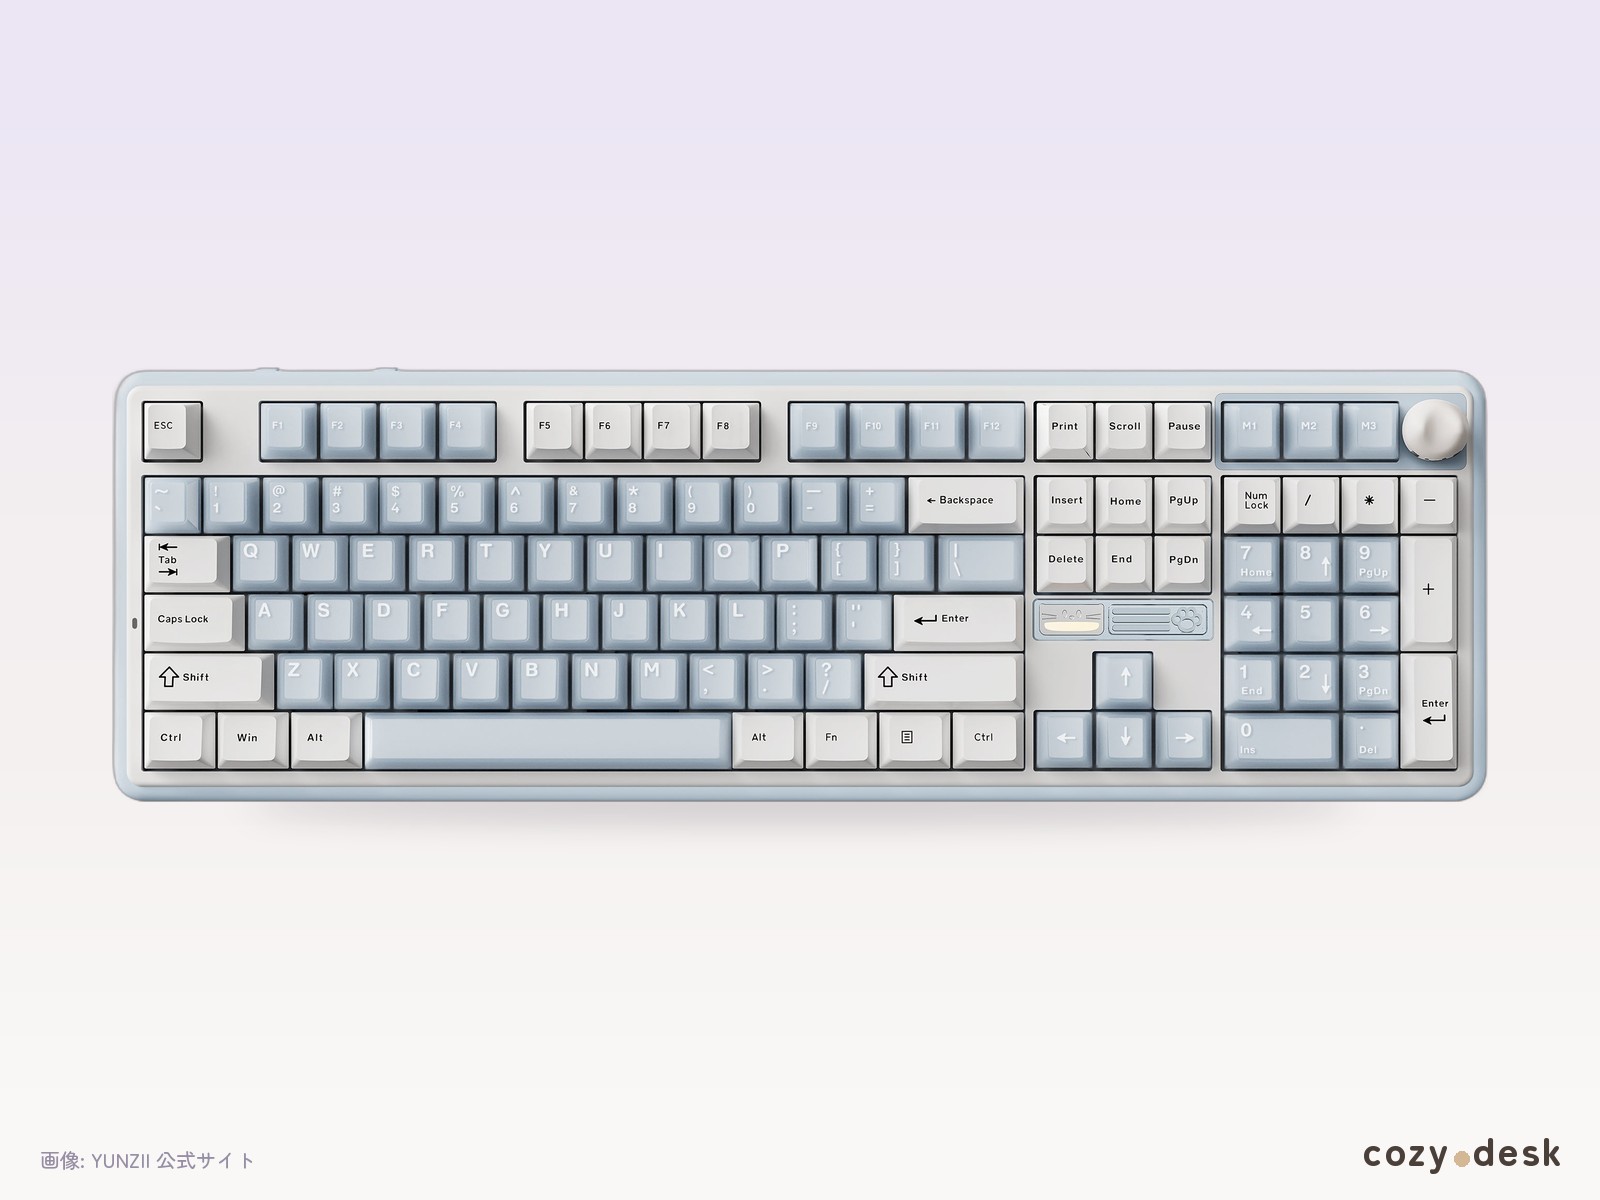 ESC F1 F2 F3 F4 F5 F6 F7 F8 F9 F10 F11 F12 Print Scroll Pause M1 M2 M3
~ ! @ # $ % ^ & * ( ) — +
` 1 2 3 4 5 6 7 8 9 0 - = ← Backspace Insert Home PgUp Num Lock / * —
Tab Q W E R T Y U I O P { [ } ] | \ Delete End PgDn 7 Home 8 ↑ 9 PgUp +
Caps Lock A S D F G H J K L : ; " ' Enter 4 ← 5 6 →
Shift Z X C V B N M < , > . ? / Shift ↑ 1 End 2 ↓ 3 PgDn Enter
Ctrl Win Alt Alt Fn Ctrl ← ↓ → 0 Ins . Del
画像: YUNZII 公式サイト
cozy desk